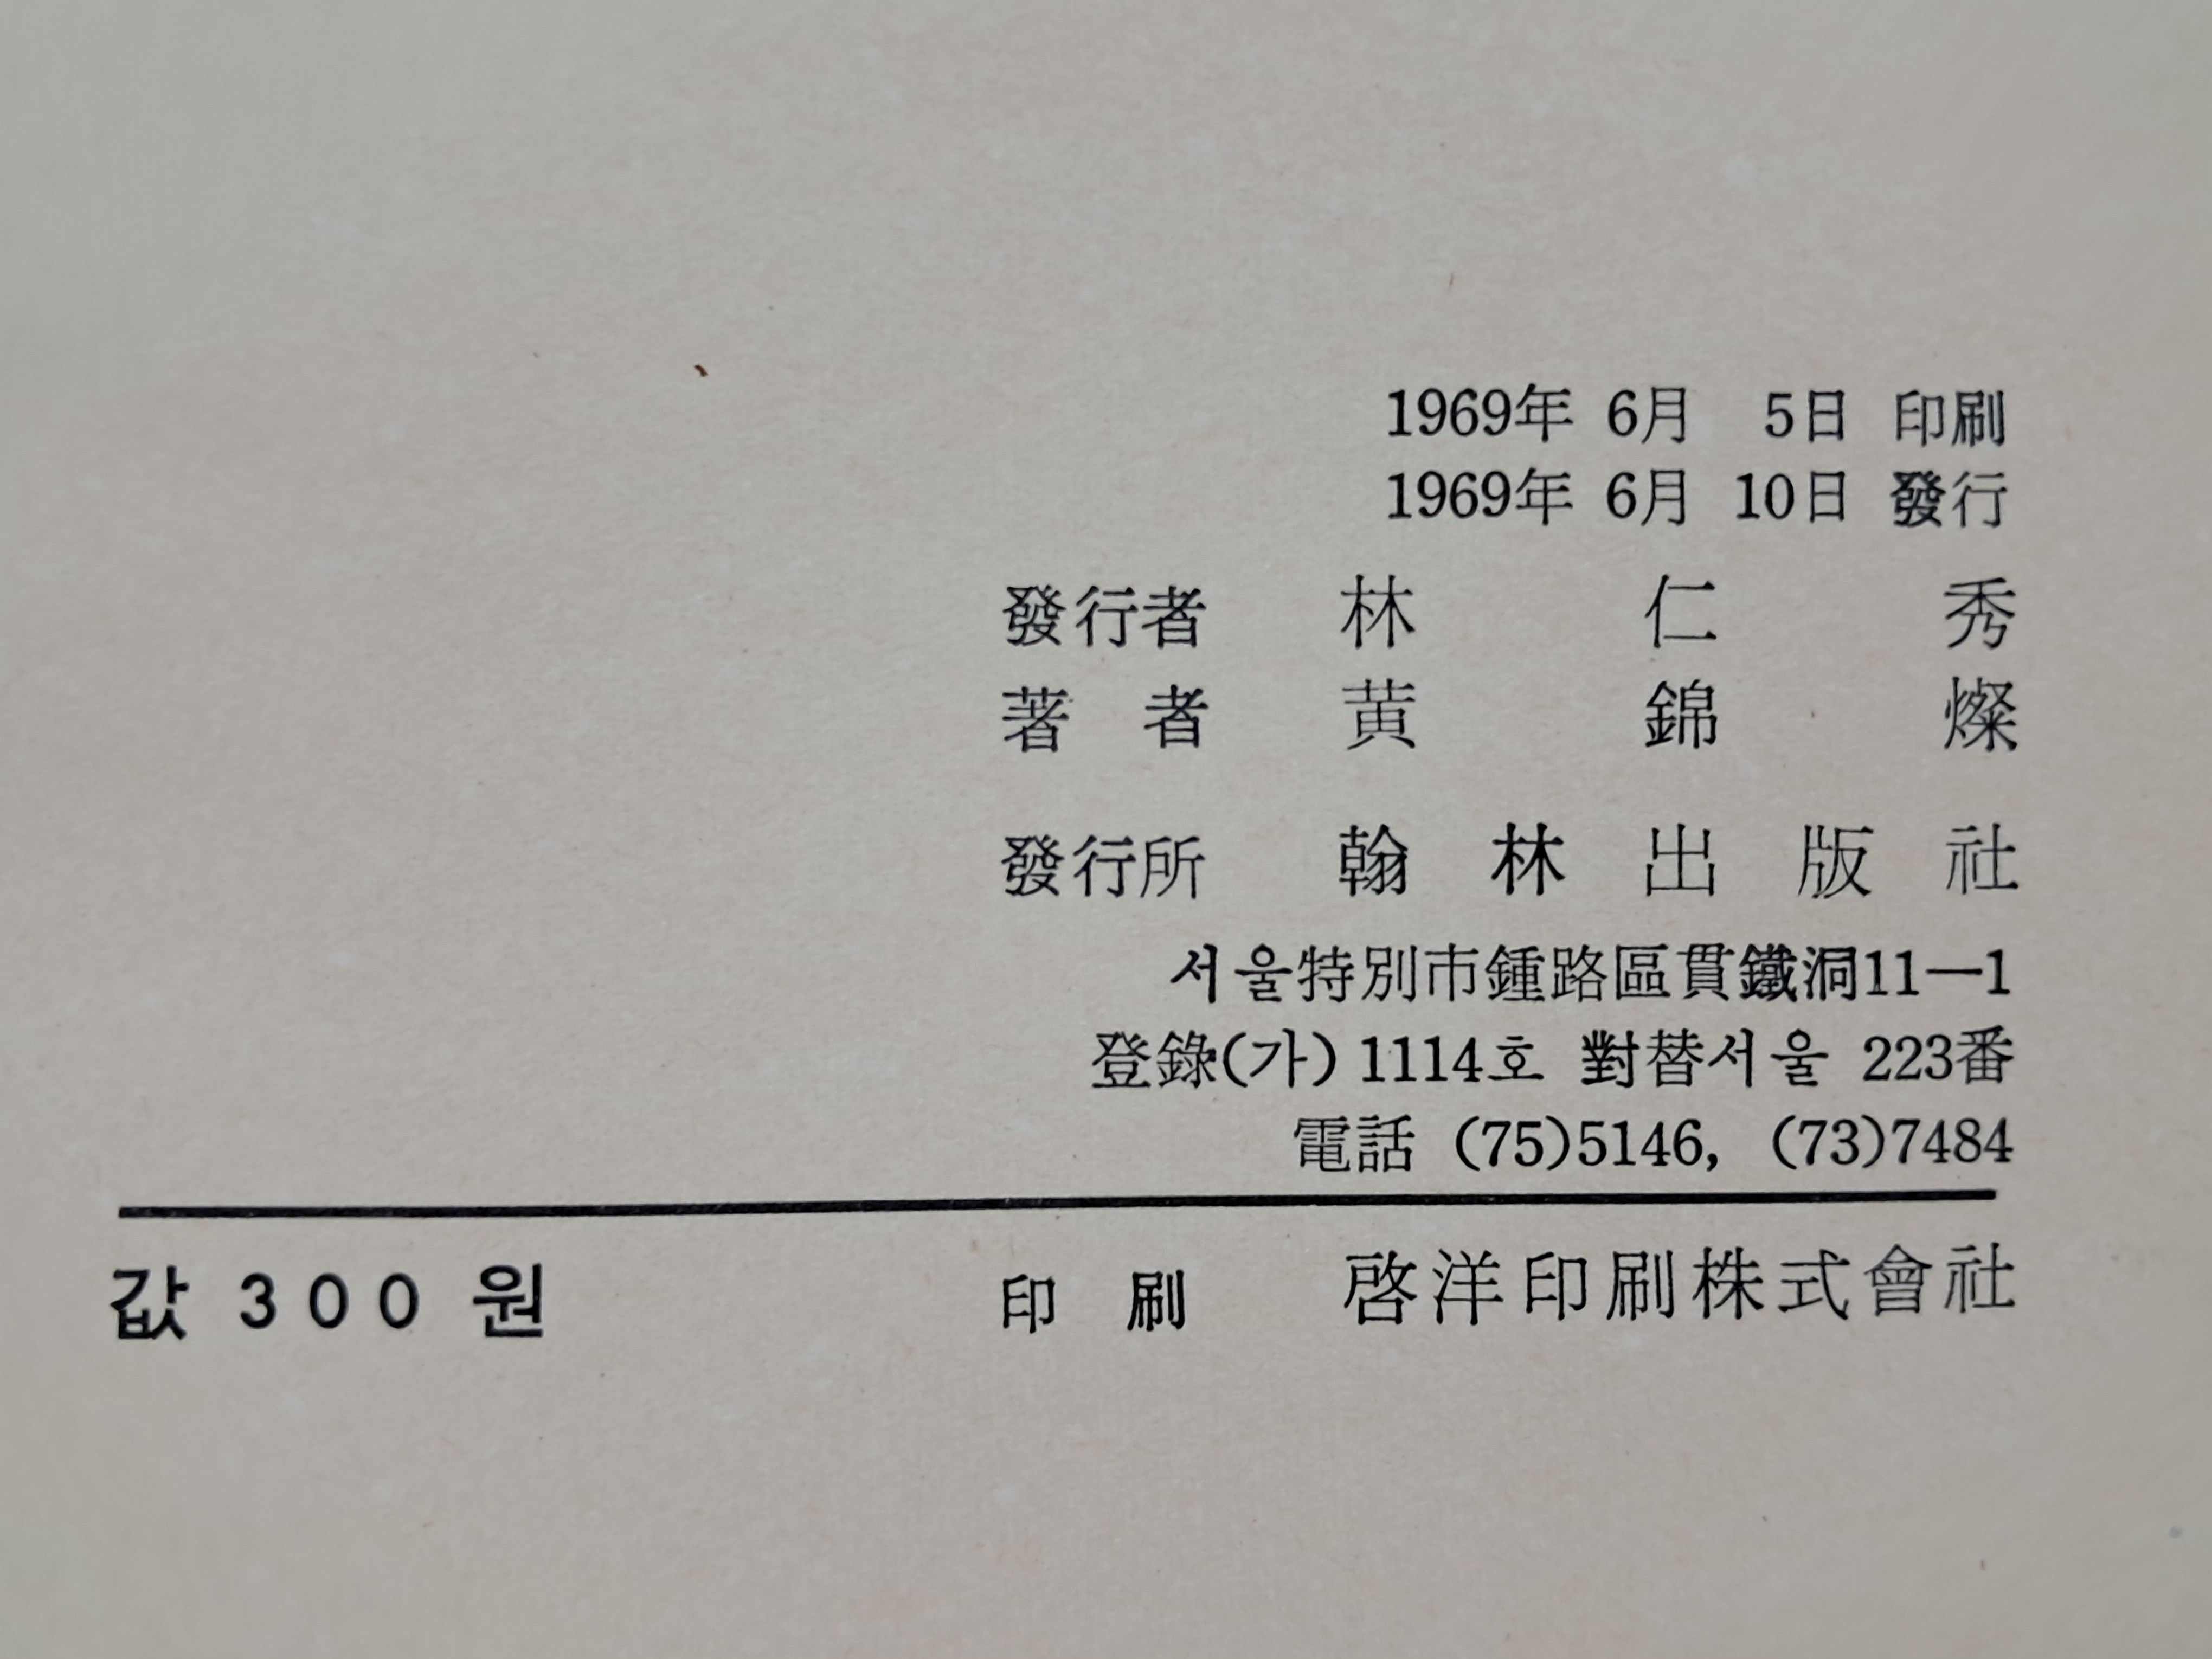 1969年 6月 5日 印刷
1969年 6月 10日 發行
發行者 林 仁 秀
著 者 黃 錦 燦
發行所 翰 林 出 版 社
서울特別市鍾路區貫鐵洞11—1
登錄(가) 1114호 對替서울 223番
電話 (75)5146, (73)7484
값 300 원 印 刷 啓洋印刷株式會社